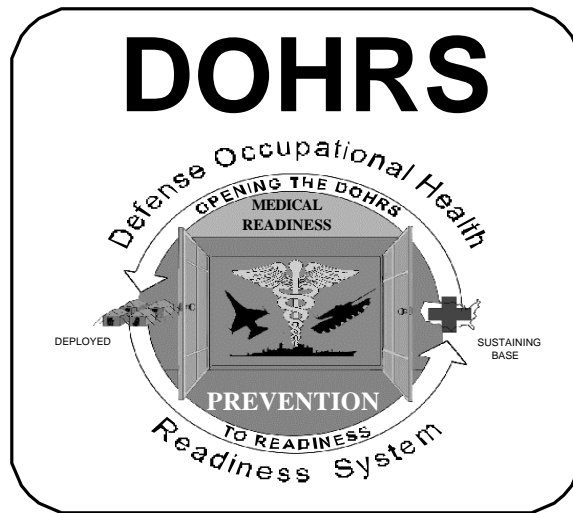 DOHRS
Defense Occupational Health
OPENING THE DOHRS
MEDICAL
READINESS
DEPLOYED
SUSTAINING
BASE
PREVENTION
TO READINESS
Readiness System